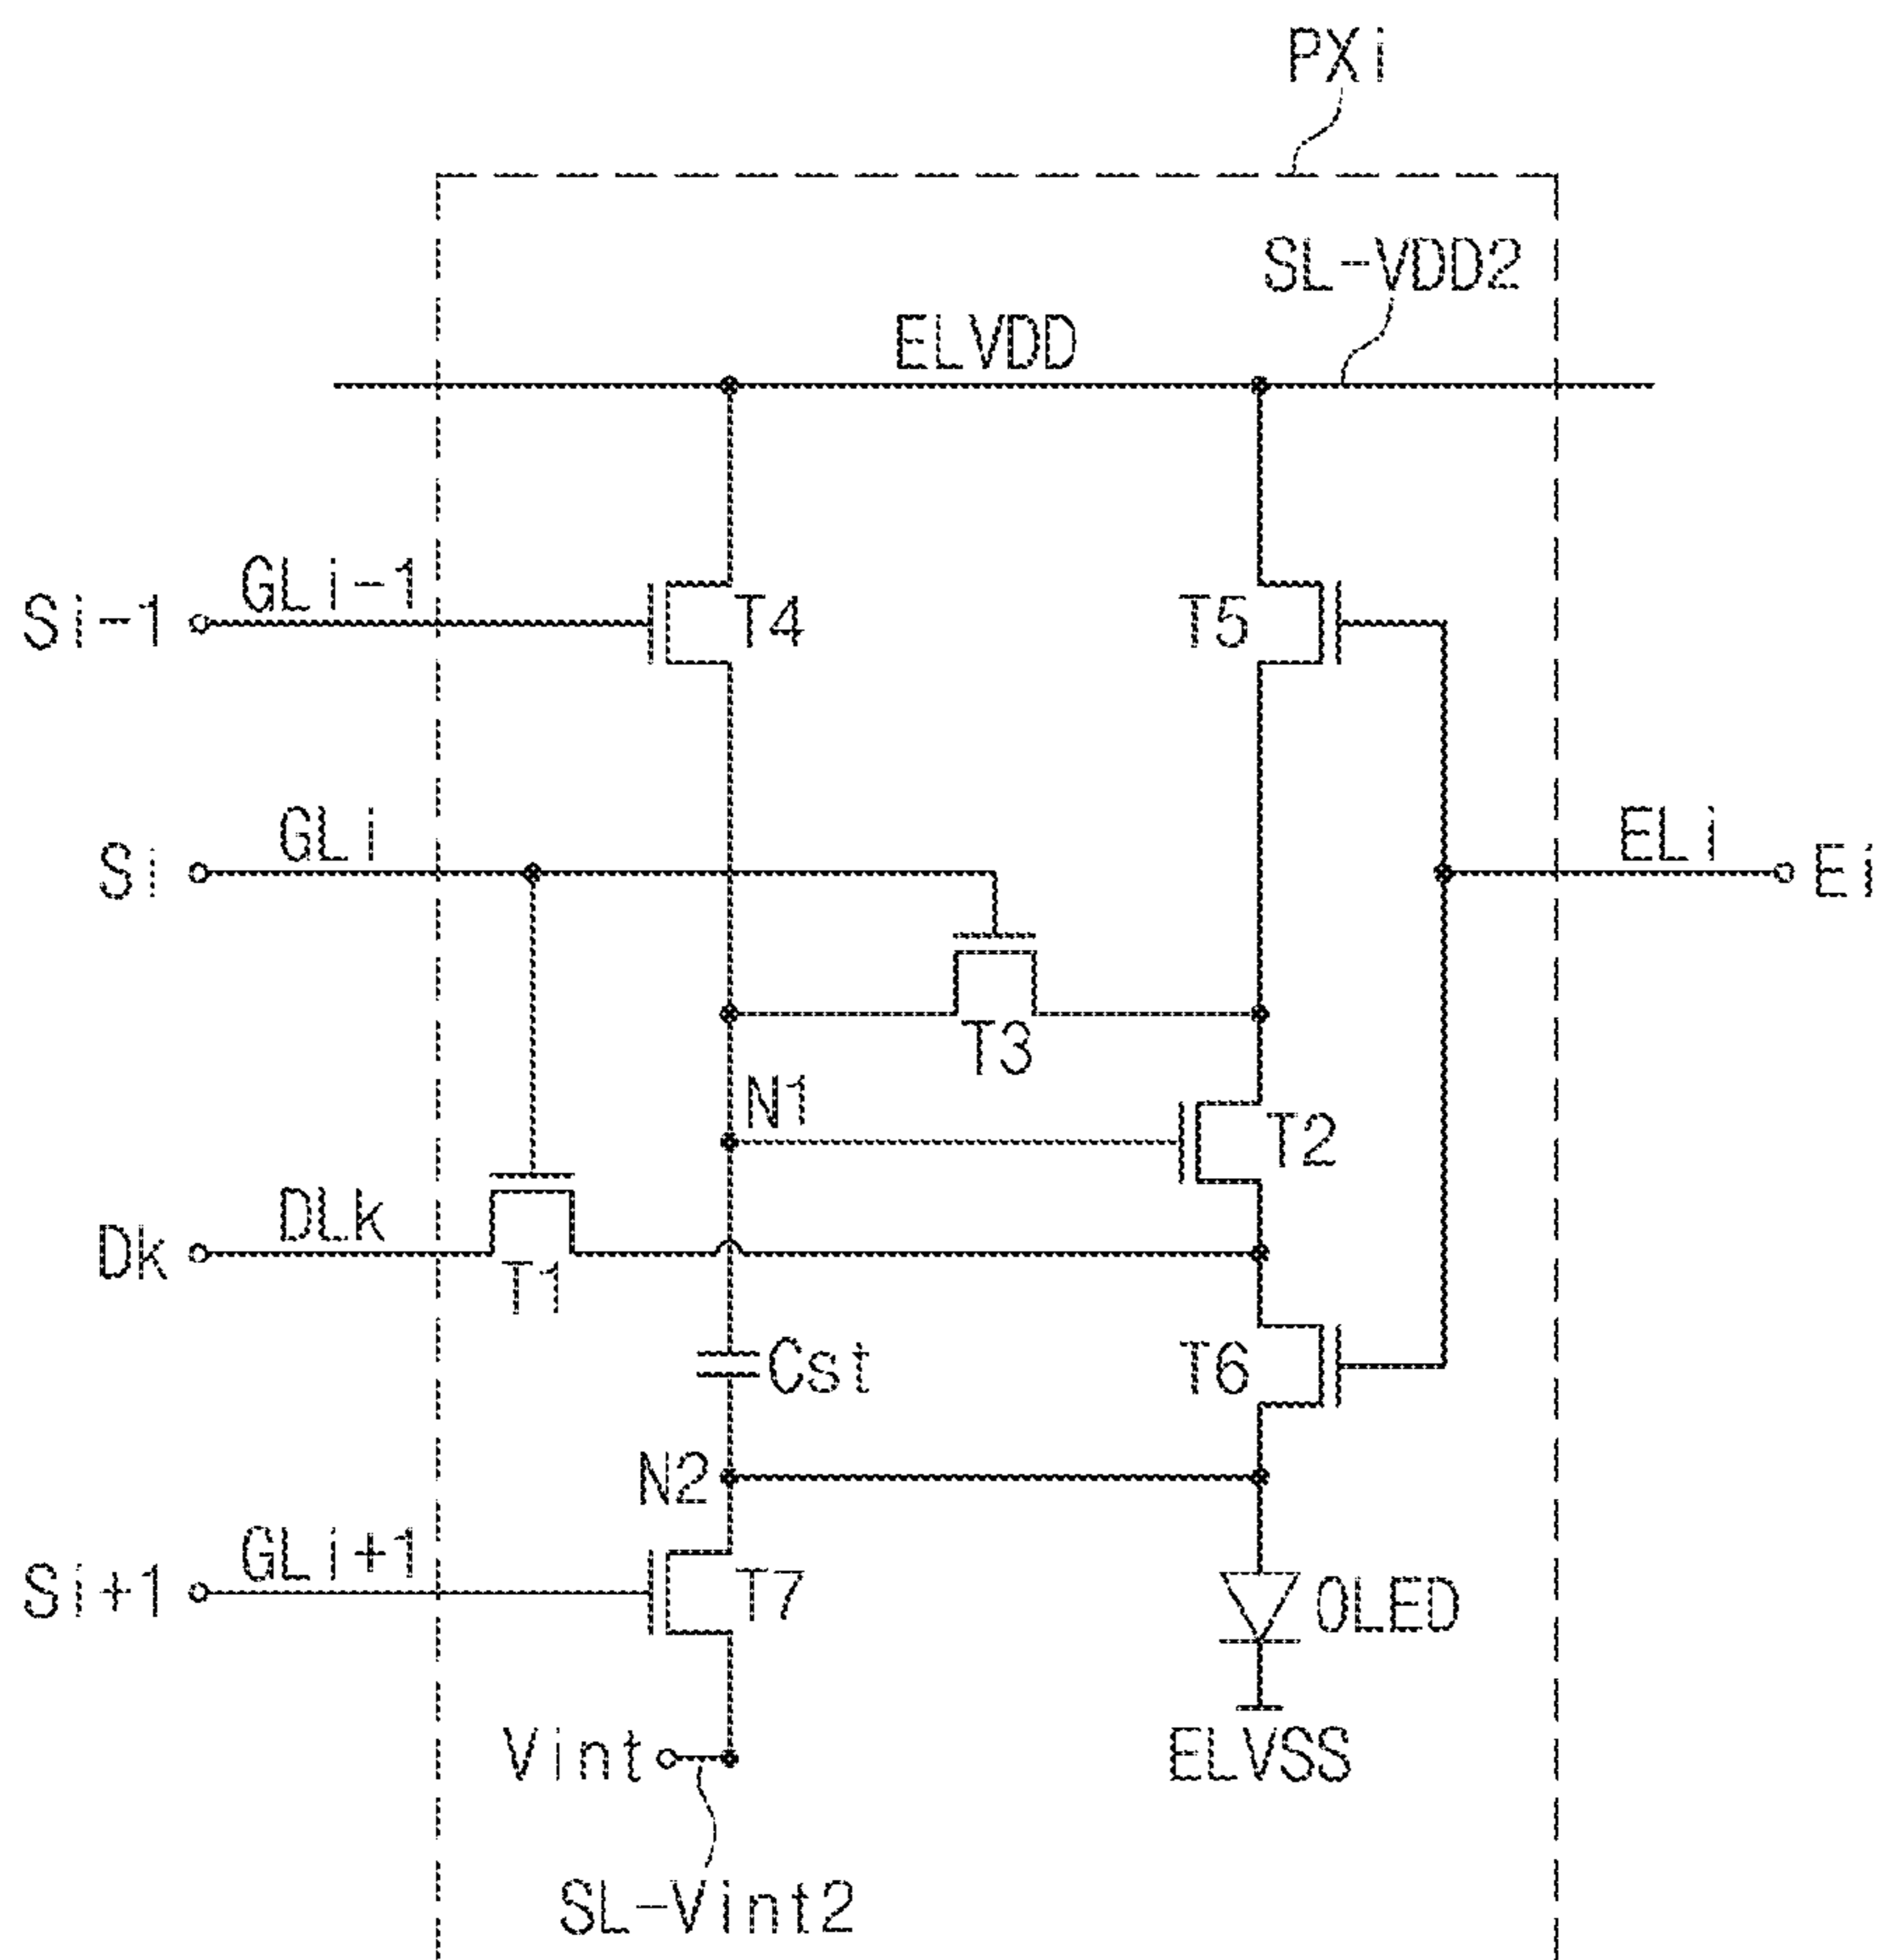 PXi
SL-VDD2
ELVDD
GLi-1
Si-1
T4
T5
GLi
Si
ELi
Ei
T3
N1
T2
DLk
Dk
T1
Cst
T6
N2
GLi+1
Si+1
T7
OLED
Vint
ELVSS
SL-Vint2